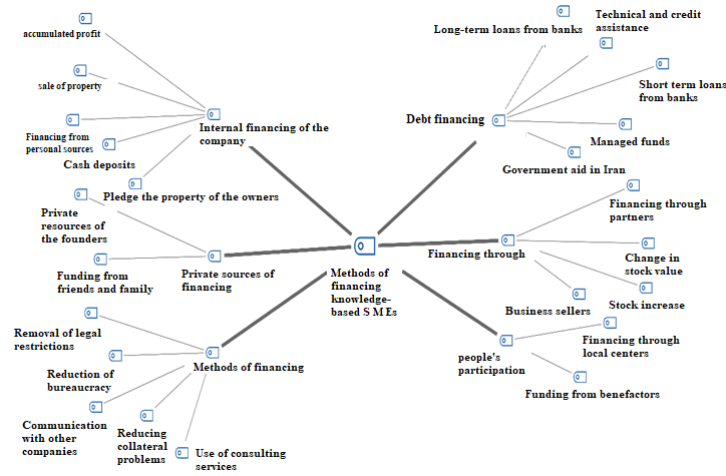 accumulated profit
sale of property
Financing from
personal sources
Cash deposits
Pledge the property of the owners
Internal financing of the
company
Private
resources of
the founders
Funding from
friends and family
Private sources of
financing
Removal of legal
restrictions
Reduction of
bureaucracy
Communication
with other
companies
Reducing
collateral
problems
Use of consulting
services
Methods of financing
Methods of
financing
knowledge-
based S M Es
Long-term loans from banks
Technical and credit
assistance
Short term loans
from banks
Debt financing
Managed funds
Government aid in Iran
Financing through
partners
Financing through
Change in
stock value
Stock increase
Business sellers
people's
participation
Financing through
local centers
Funding from benefactors